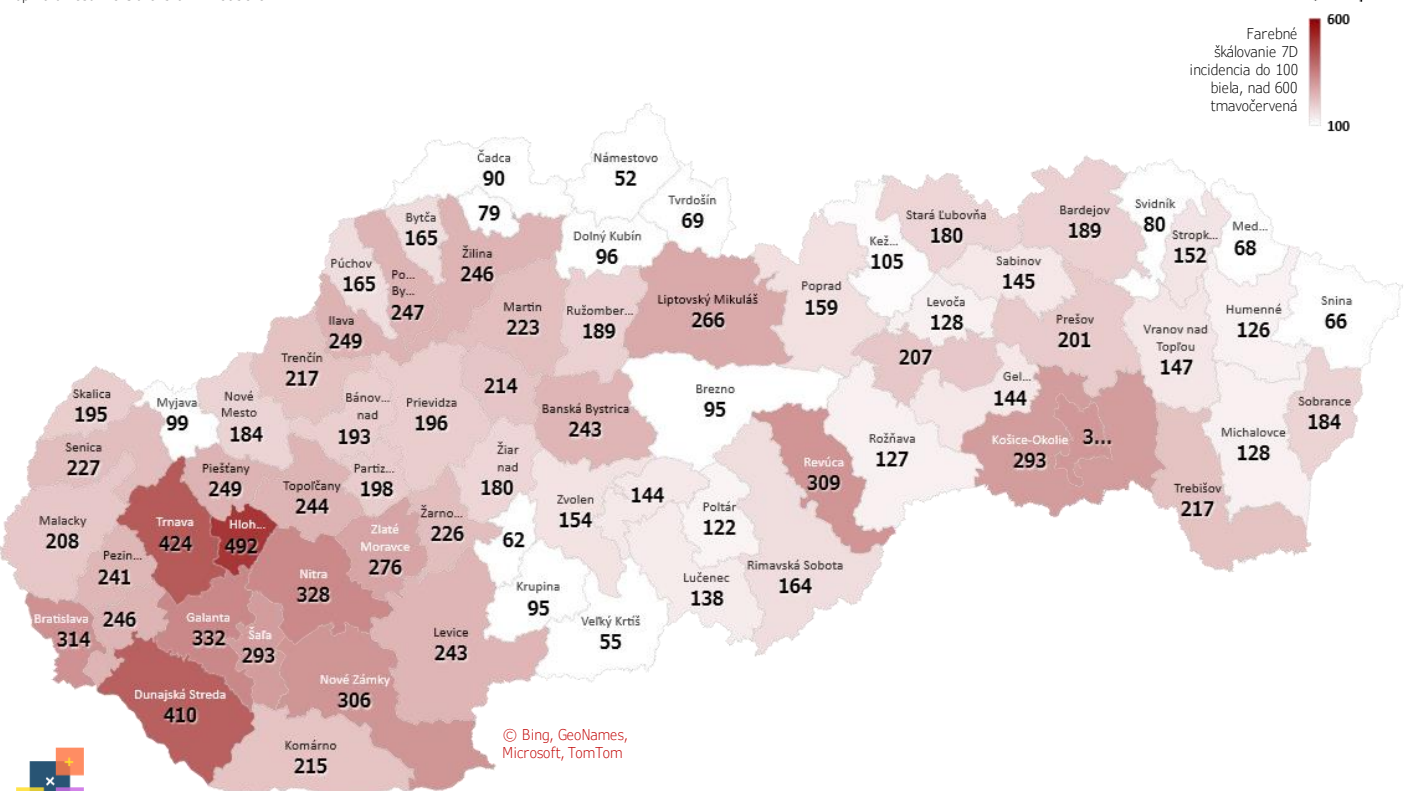 600
Farebné
škálovanie 7D
incidencia do 100
biela, nad 600
tmavočervená
100
Čadca
90
Námestovo
52
79
Tvrdošín
69
Bytča
165
Žilina
246
Dolný Kubín
96
Púchov
165
Po...
By...
247
Stará Ľubovňa
180
Kež...
105
Bardejov
189
Svidník
80
Stropk...
152
Med...
68
Sabinov
145
Poprad
159
Levoča
128
Prešov
201
Humenné
126
Snina
66
Vranov nad
Topľou
147
Ilava
249
Martin
223
Ružomber...
189
Liptovský Mikuláš
266
207
Gel...
144
Trenčín
217
214
Brezno
95
Skalica
195
Myjava
99
Nové
Mesto
184
Bánov...
nad
193
Prievidza
196
Banská Bystrica
243
Sobrance
184
Michalovce
128
Košice-Okolie
293
3...
Rožňava
127
Senica
227
Piešťany
249
Topoľčany
244
Partiz...
198
Žiar
nad
180
Revúca
309
Trebišov
217
Zvolen
154
144
Poltár
122
Malacky
208
Trnava
424
Hloh...
492
Zlaté
Moravce
276
Žarno...
226
62
Pezin...
241
Nitra
328
Krupina
95
Lučenec
138
Rimavská Sobota
164
Bratislava
314
246
Galanta
332
Šaľa
293
Levice
243
Veľký Krtíš
55
Dunajská Streda
410
Nové Zámky
306
Komárno
215
© Bing, GeoNames,
Microsoft, TomTom